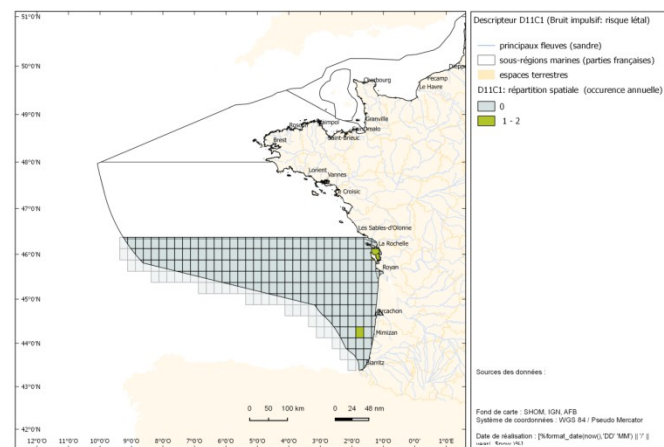 Descripteur D11C1 (Bruit impulsif: risque létal)
principaux fleuves (sandre)
sous-régions marines (parties françaises)
espaces terrestres
D11C1: répartition spatiale (occurence annuelle)
0
1 - 2
51°0'N
50°0'N
49°0'N
48°0'N
47°0'N
46°0'N
45°0'N
44°0'N
43°0'N
42°0'N
Dieppe
Fecamp
Le Havre
Cherbourg
Granville
Saint-Brieuc
Brest
Lorient
Vannes
Croisic
Les Sables-d'Olonne
La Rochelle
Royan
Arcachon
Mimizan
Biarritz
0 50 100 km
0 24 48 nm
12°0'O 11°0'O 10°0'O 9°0'O 8°0'O 7°0'O 6°0'O 5°0'O 4°0'O 3°0'O 2°0'O 1°0'O 0°0'E 1°0'E
Sources des données :
Fond de carte : SHOM, IGN, AFB
Système de coordonnées : WGS 84 / Pseudo Mercator
Date de réalisation : [%format_date(now(),'DD' 'MM') || '/' ||
year( $now )%]